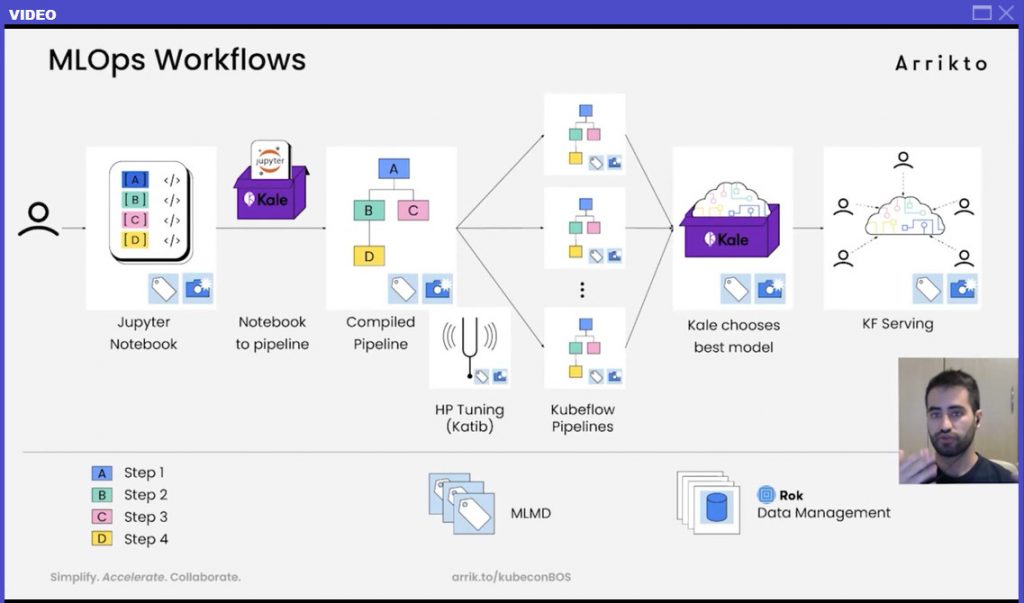 VIDEO
MLOps Workflows
Arrikto
[A] </>
[B] </>
[C] </>
[D] </>
Jupyter
Notebook
jupyter
Kale
Notebook
to pipeline
A
B
C
D
Compiled
Pipeline
HP Tuning
(Katib)
Kubeflow
Pipelines
Kale
Kale chooses
best model
KF Serving
A Step 1
B Step 2
C Step 3
D Step 4
MLMD
Rok
Data Management
Simplify. Accelerate. Collaborate.
arrik.to/kubeconBOS